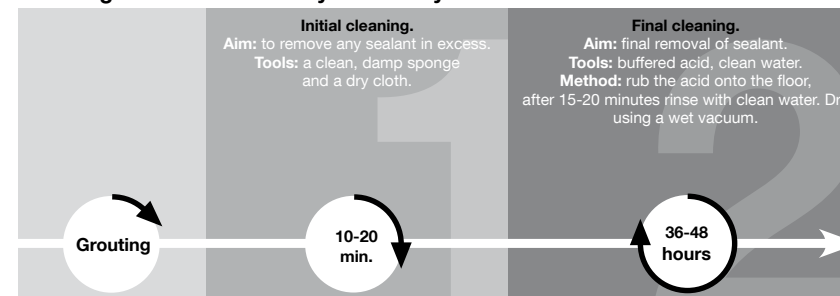 Initial cleaning.
Aim: to remove any sealant in excess.
Tools: a clean, damp sponge
and a dry cloth.
Final cleaning.
Aim: final removal of sealant.
Tools: buffered acid, clean water.
Method: rub the acid onto the floor,
after 15-20 minutes rinse with clean water.
using a wet vacuum.
1
2
Grouting
10-20
min.
36-48
hours